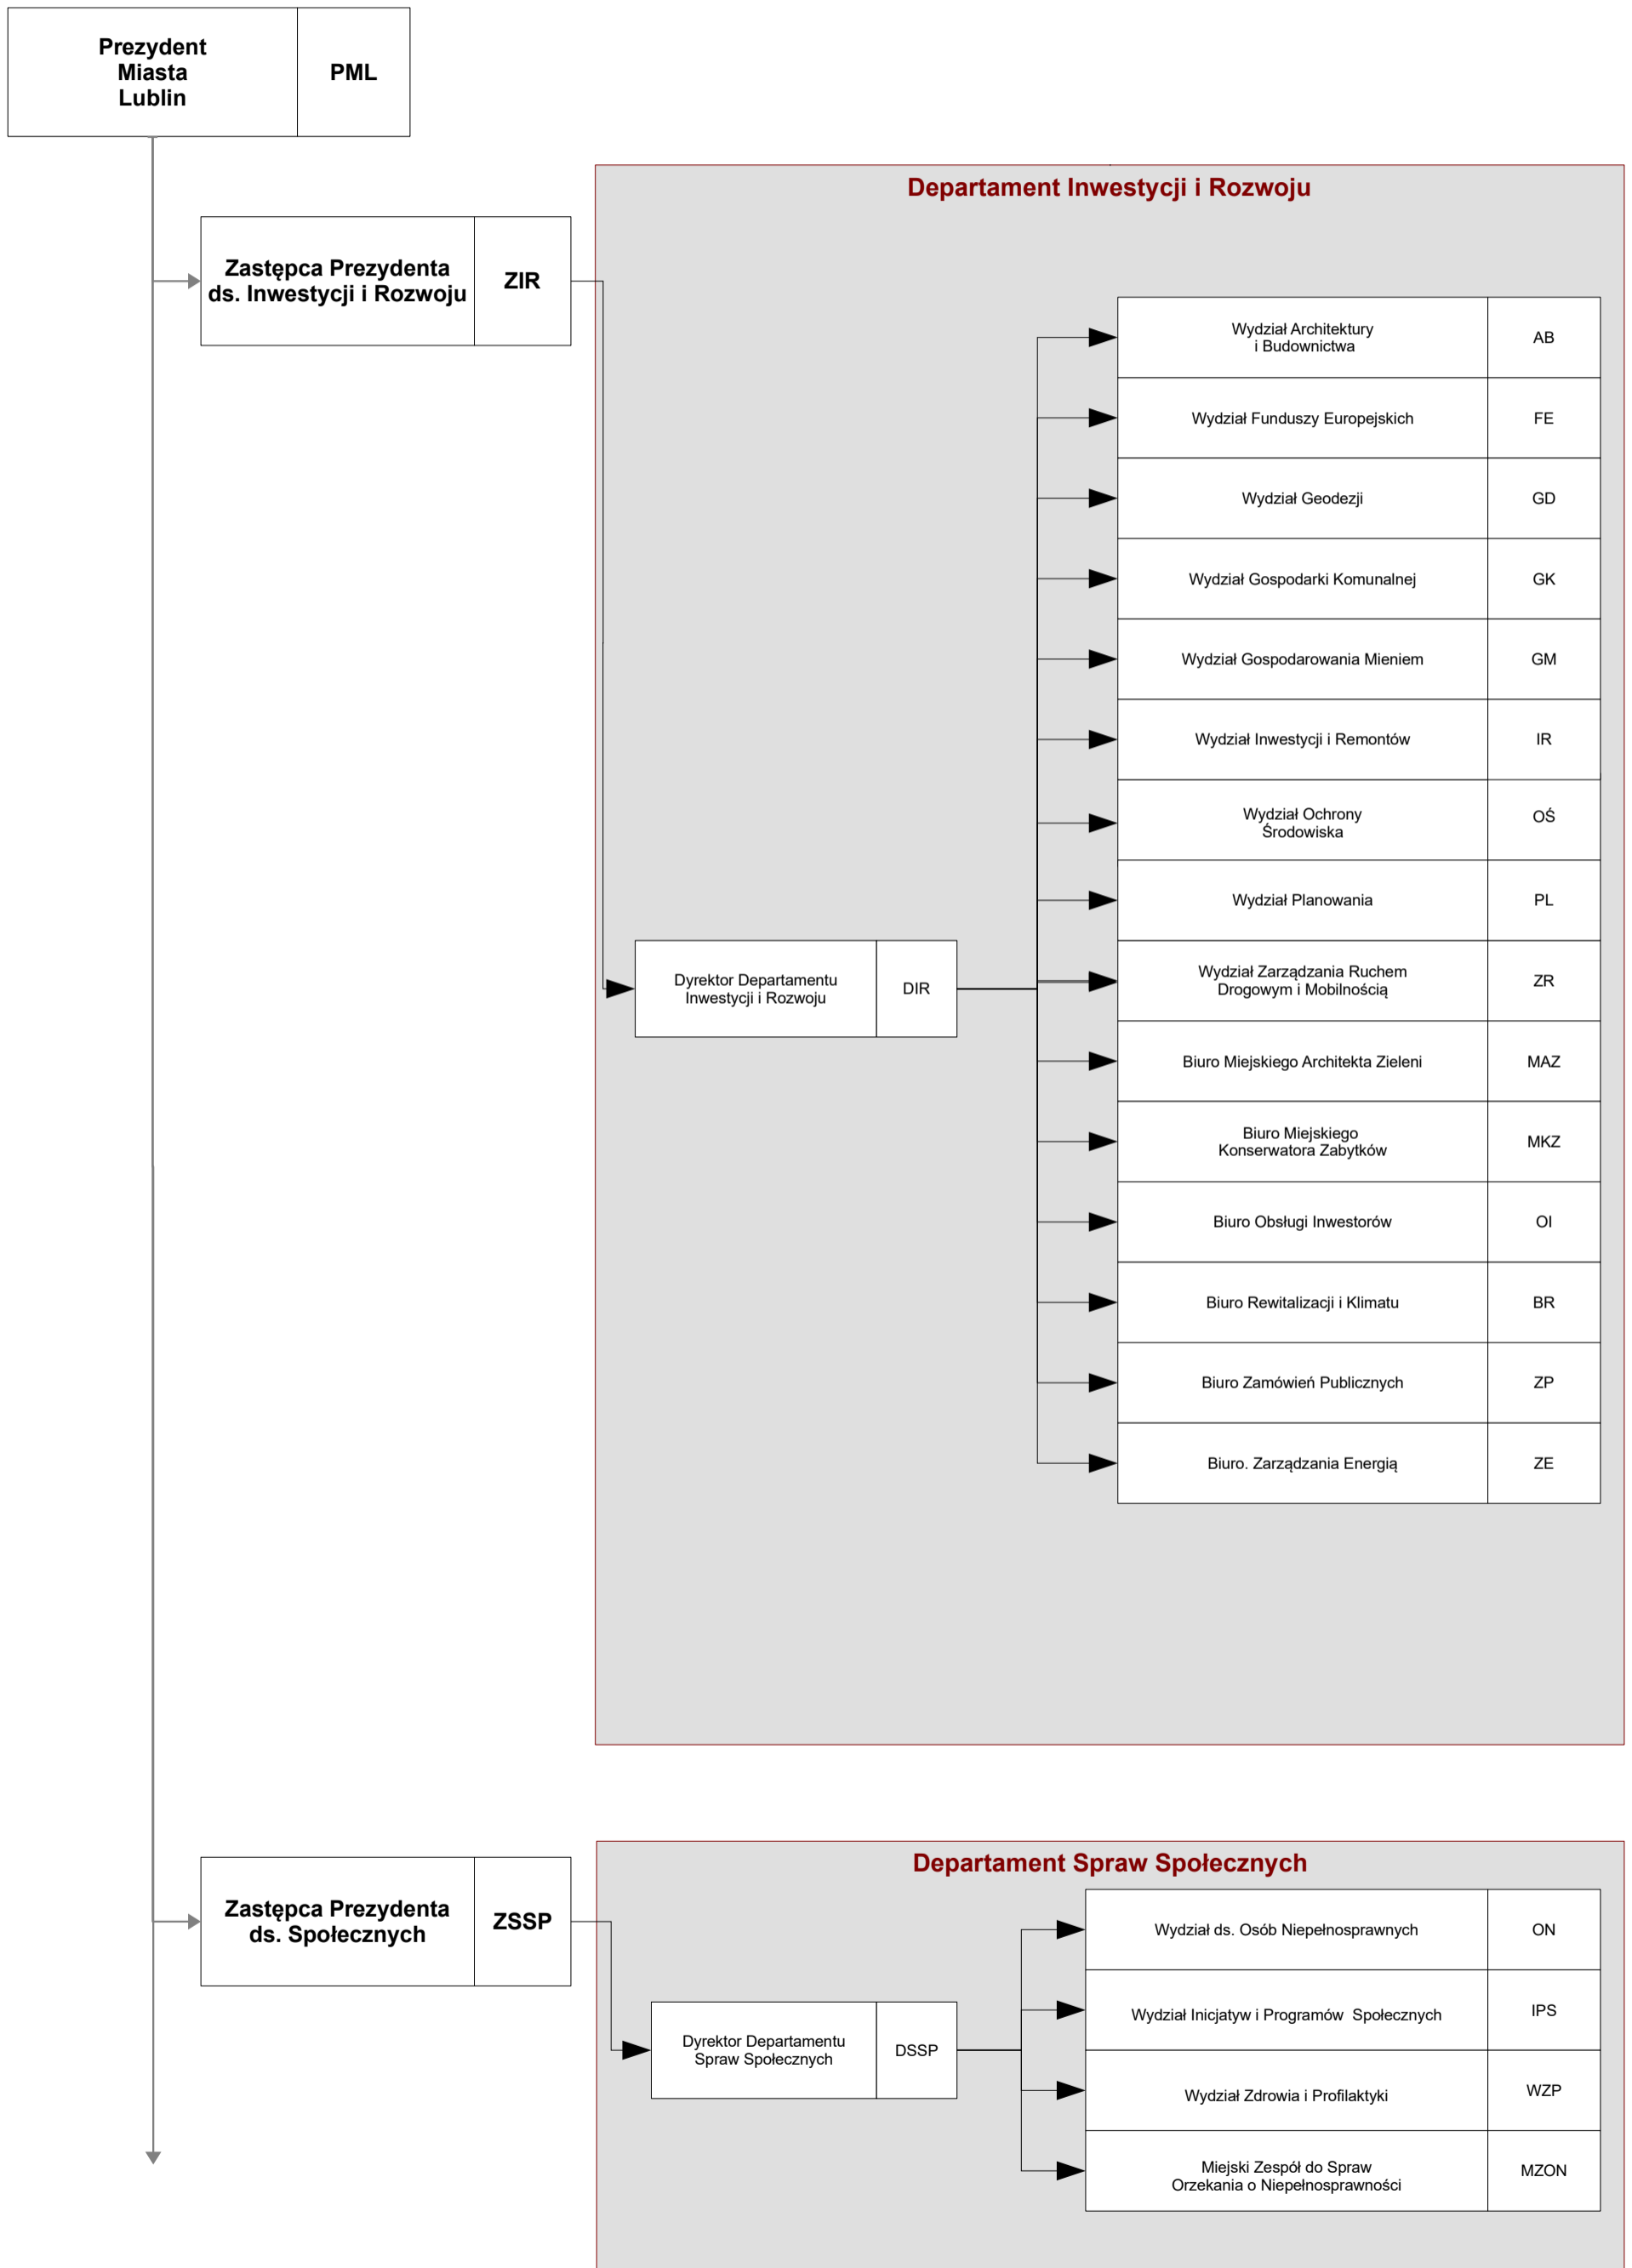 Prezydent
Miasta
Lublin
PML
Departament Inwestycji i Rozwoju
Zastępca Prezydenta
ds. Inwestycji i Rozwoju
ZIR
Wydział Architektury
i Budownictwa
AB
Wydział Funduszy Europejskich
FE
Wydział Geodezji
GD
Wydział Gospodarki Komunalnej
GK
Wydział Gospodarowania Mieniem
GM
Wydział Inwestycji i Remontów
IR
Wydział Ochrony
Środowiska
OŚ
Wydział Planowania
PL
Dyrektor Departamentu
Inwestycji i Rozwoju
DIR
Wydział Zarządzania Ruchem
Drogowym i Mobilnością
ZR
Biuro Miejskiego Architekta Zieleni
MAZ
Biuro Miejskiego
Konserwatora Zabytków
MKZ
Biuro Obsługi Inwestorów
OI
Biuro Rewitalizacji i Klimatu
BR
Biuro Zamówień Publicznych
ZP
Biuro. Zarządzania Energią
ZE
Departament Spraw Społecznych
Zastępca Prezydenta
ds. Społecznych
ZSSP
Wydział ds. Osób Niepełnosprawnych
ON
Wydział Inicjatyw i Programów  Społecznych
IPS
Dyrektor Departamentu
Spraw Społecznych
DSSP
Wydział Zdrowia i Profilaktyki
WZP
Miejski Zespół do Spraw
Orzekania o Niepełnosprawności
MZON